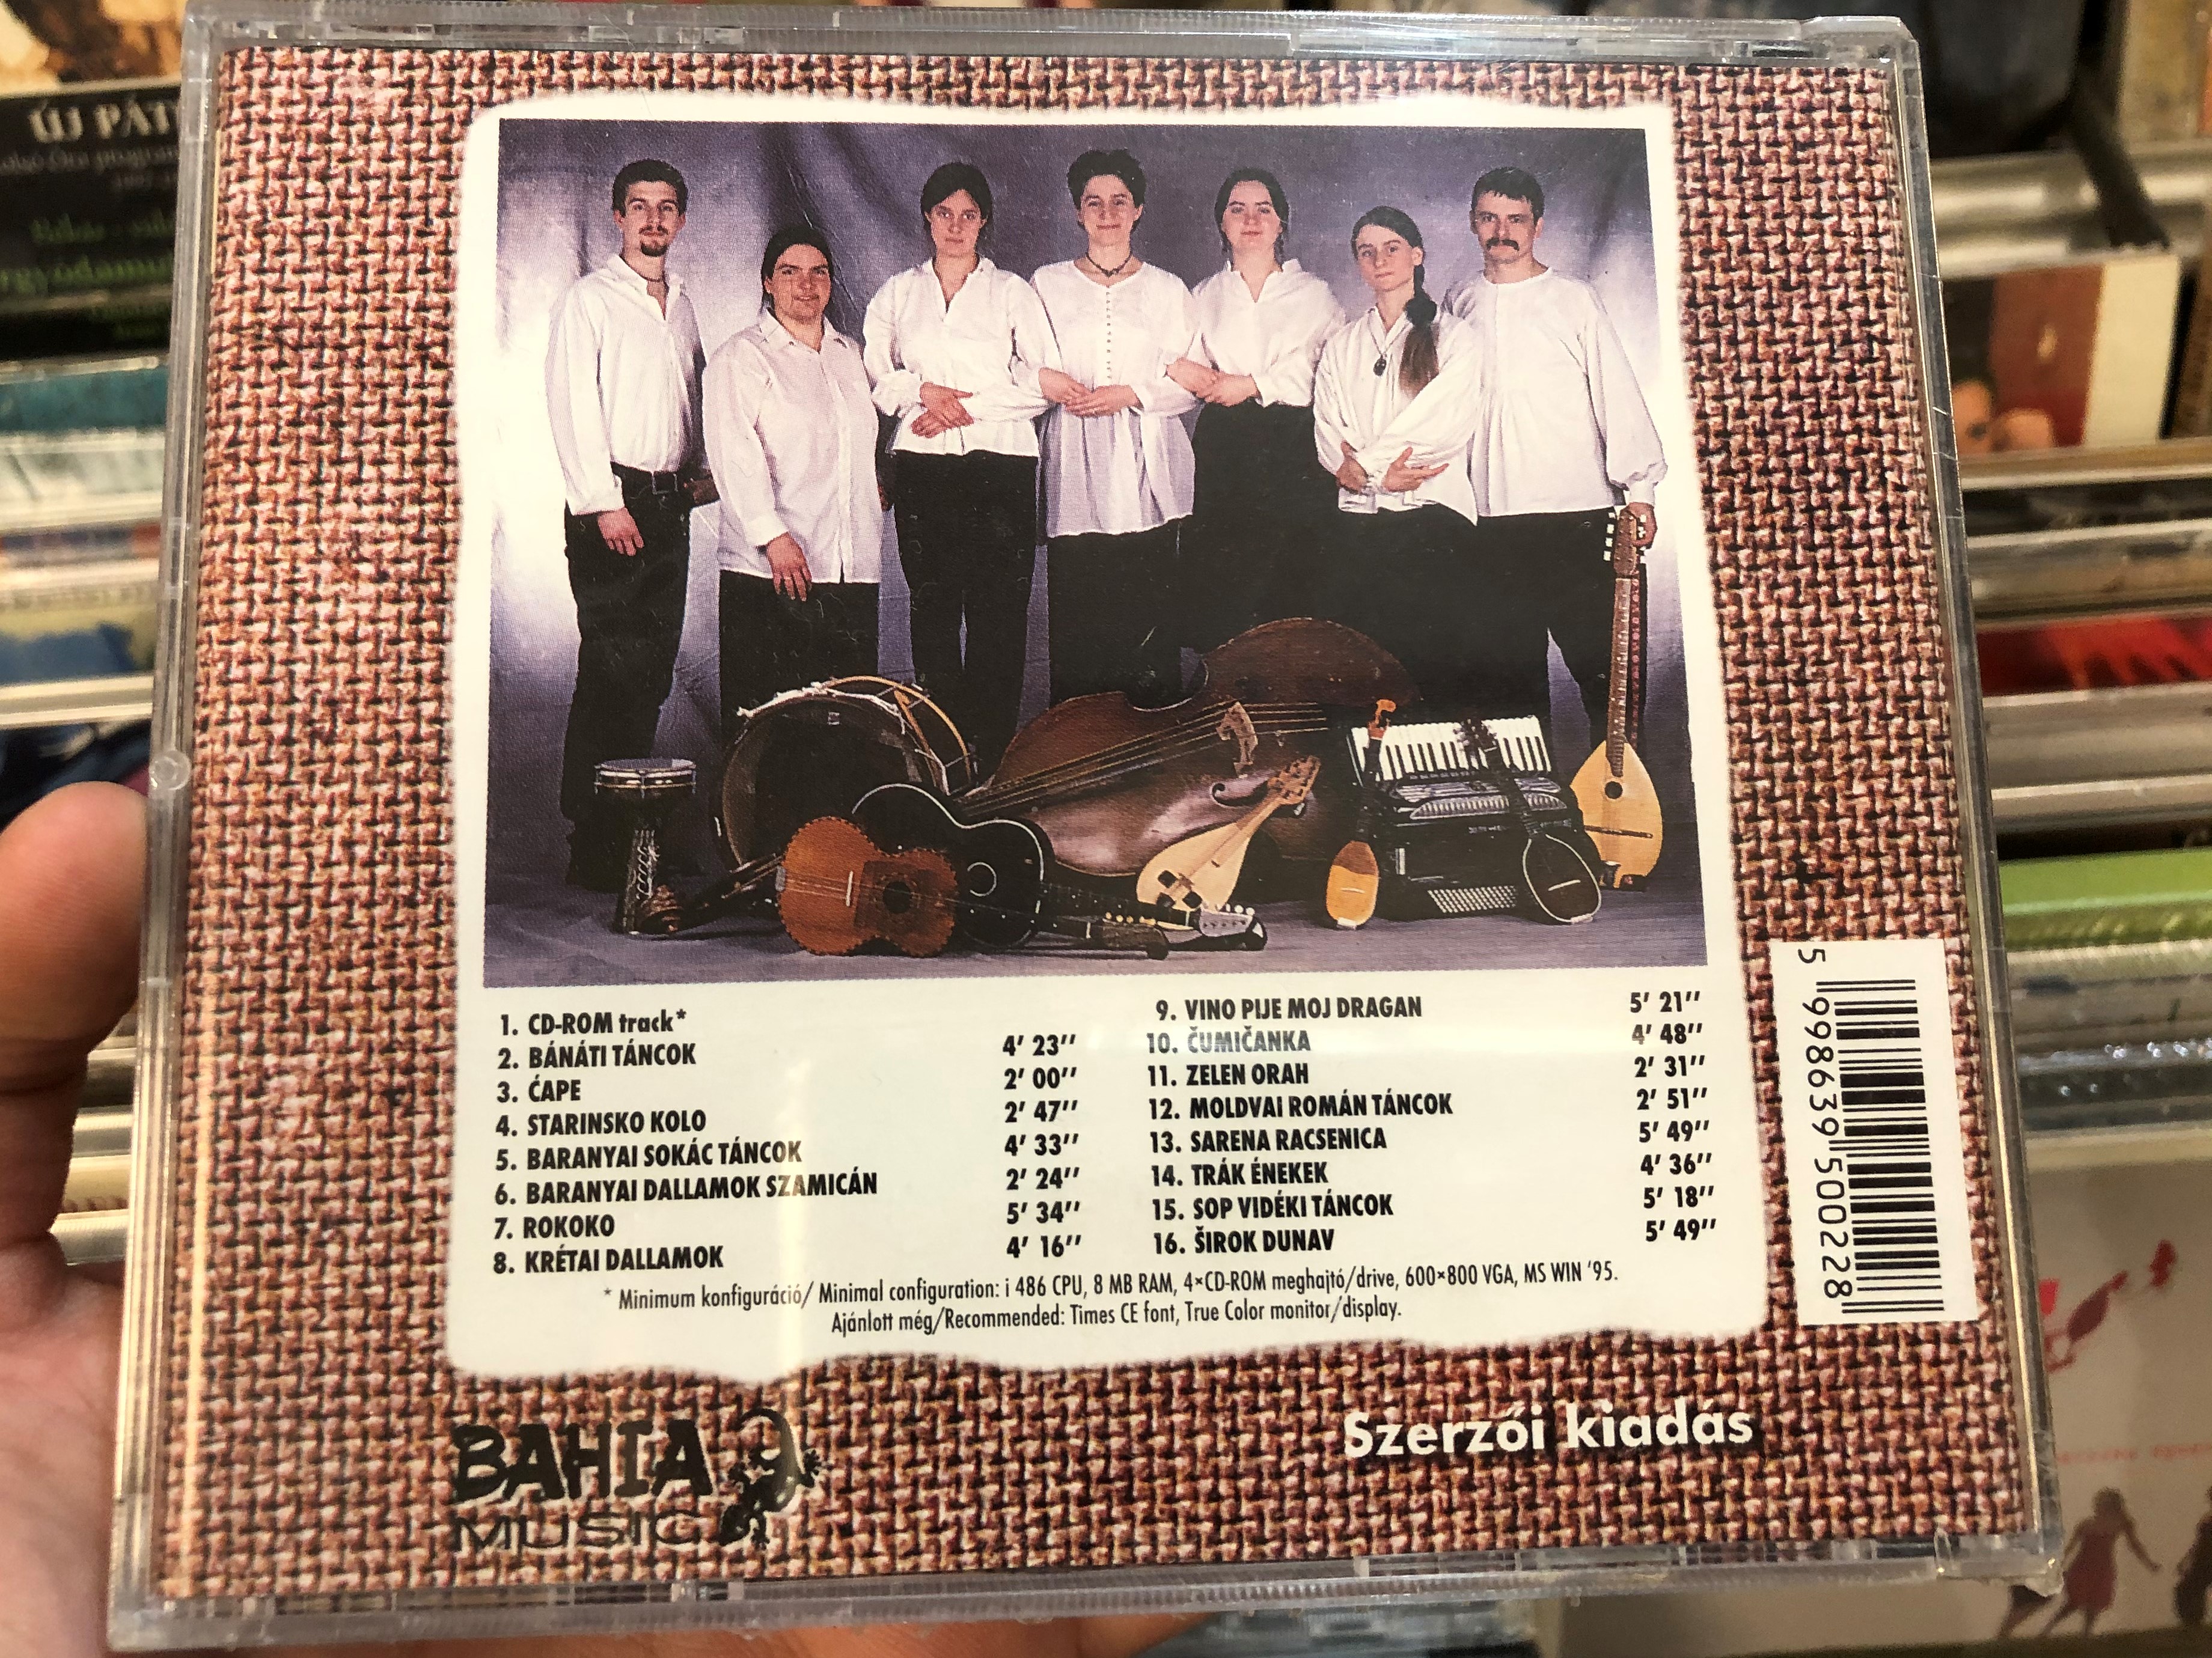 ÚJ PÁT
1. CD-ROM track*
2. BÁNÁTI TÁNCOK 4' 23''
3. ĆAPE 2' 00''
4. STARINSKO KOLO 2' 47''
5. BARANYAI SOKÁC TÁNCOK 4' 33''
6. BARANYAI DALLAMOK SZAMICÁN 2' 24''
7. ROKOKO 5' 34''
8. KRÉTAI DALLAMOK 4' 16''
9. VINO PIJE MOJ DRAGAN 5' 21''
10. ČUMIČANKA 4' 48''
11. ZELEN ORAH 2' 31''
12. MOLDVAI ROMÁN TÁNCOK 2' 51''
13. SARENA RACSENICA 5' 49''
14. TRÁK ÉNEKEK 4' 36''
15. SOP VIDÉKI TÁNCOK 5' 18''
16. ŠIROK DUNAV 5' 49''
* Minimum konfiguráció/ Minimal configuration: i 486 CPU, 8 MB RAM, 4×CD-ROM meghajtó/drive, 600×800 VGA, MS WIN '95.
Ajánlott még/Recommended: Times CE font, True Color monitor/display.
5 998639 500228
BAHIA
MUSIC
Szerzői kiadás